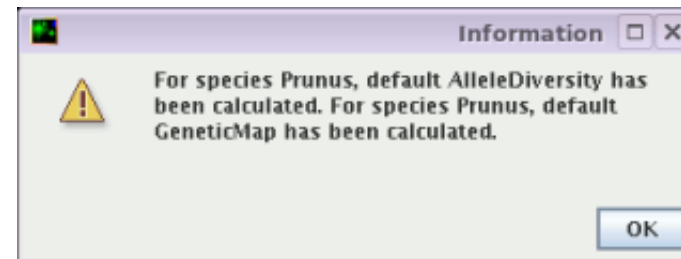 Information
For species Prunus, default AlleleDiversity has
been calculated. For species Prunus, default
GeneticMap has been calculated.
OK